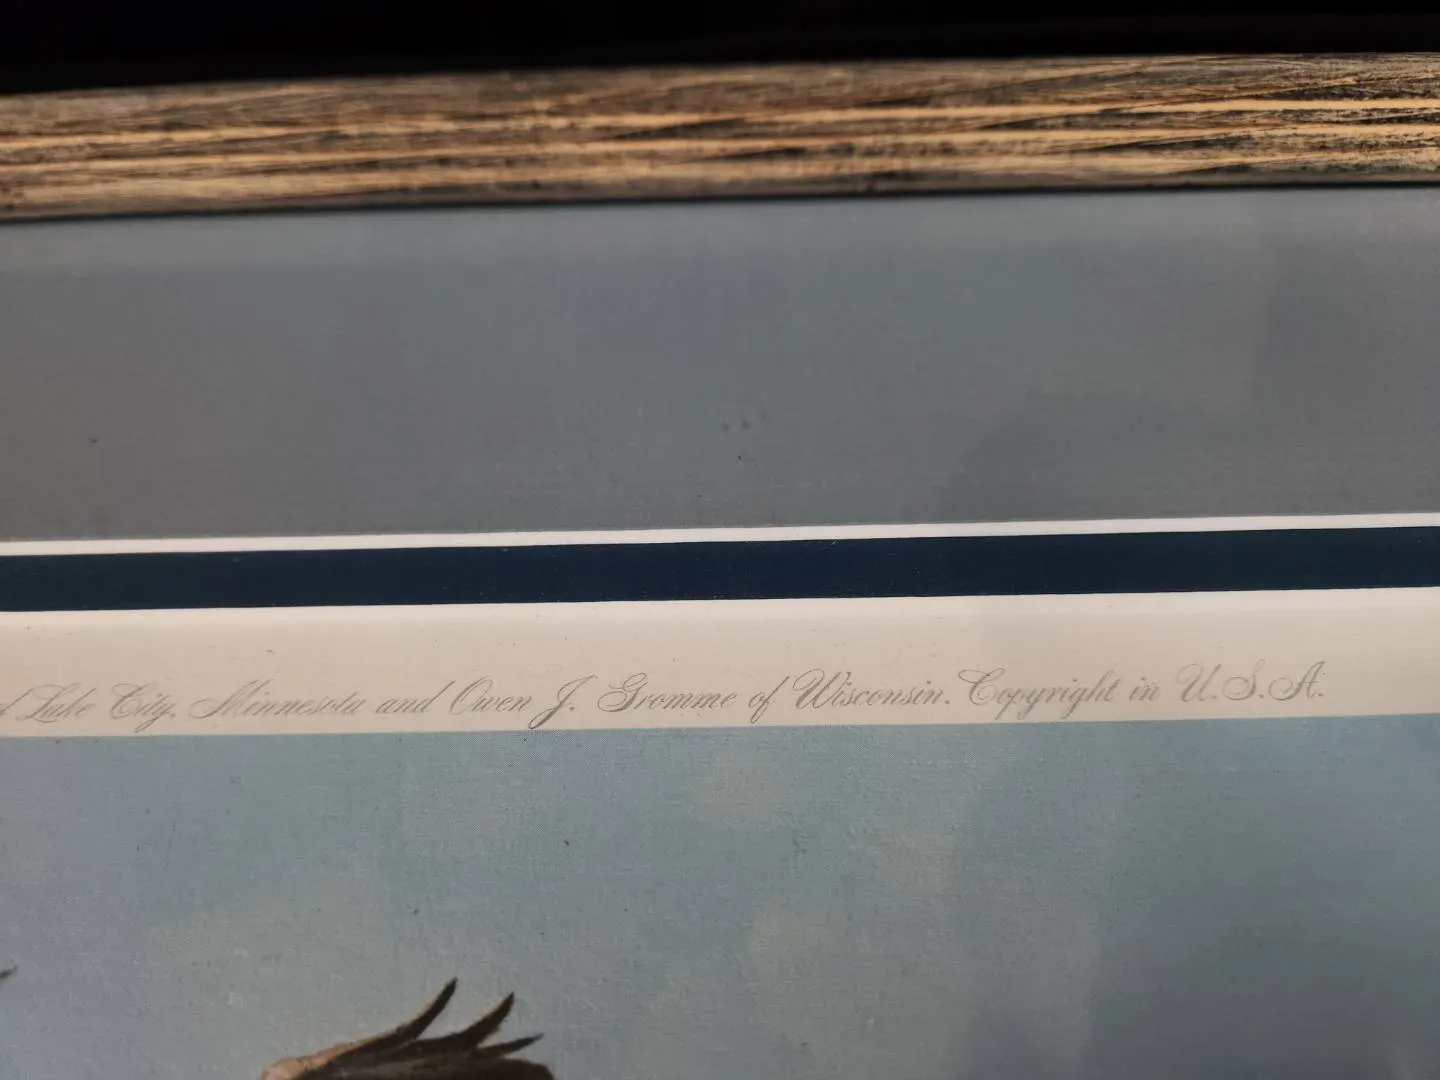 f Lake City, Minnesota and Owen J. Gromme of Wisconsin. Copyright in U.S.A.